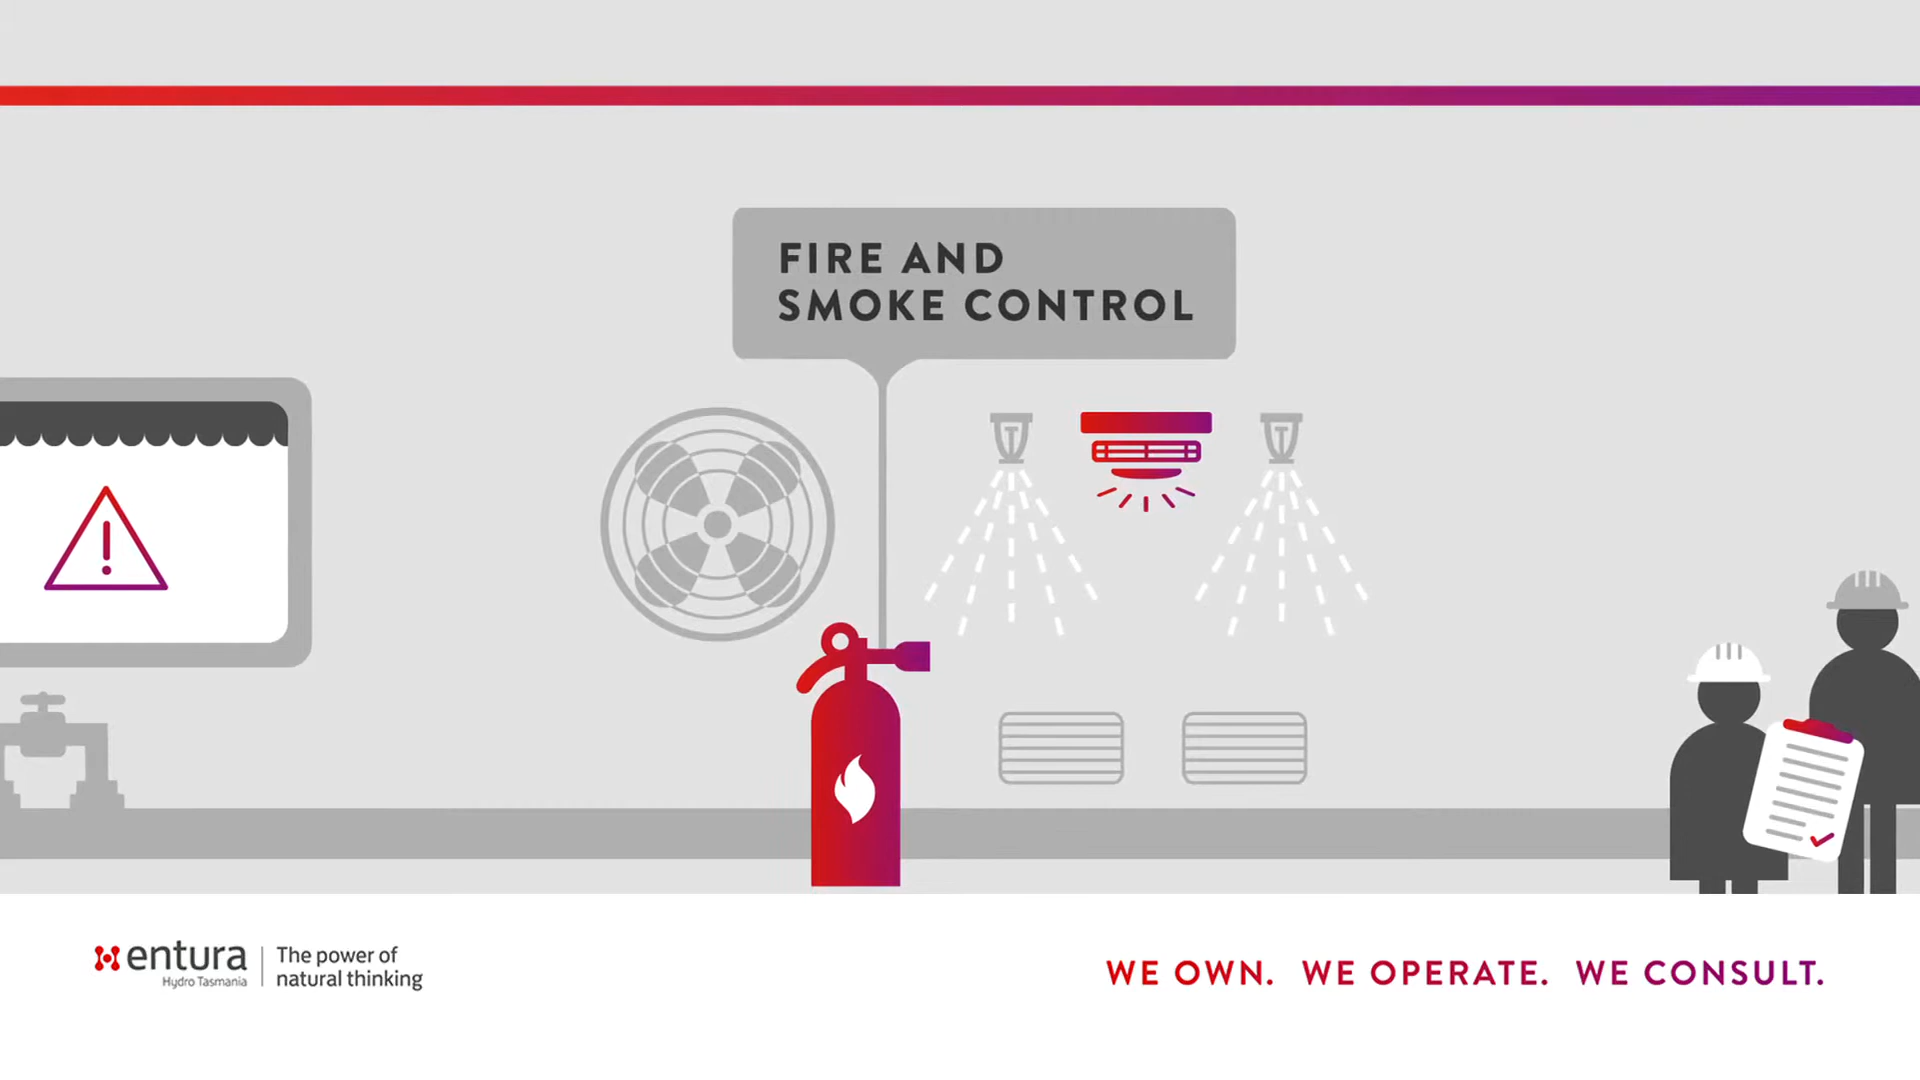 FIRE AND
SMOKE CONTROL
entura
Hydro Tasmania
The power of
natural thinking
WE OWN. WE OPERATE. WE CONSULT.